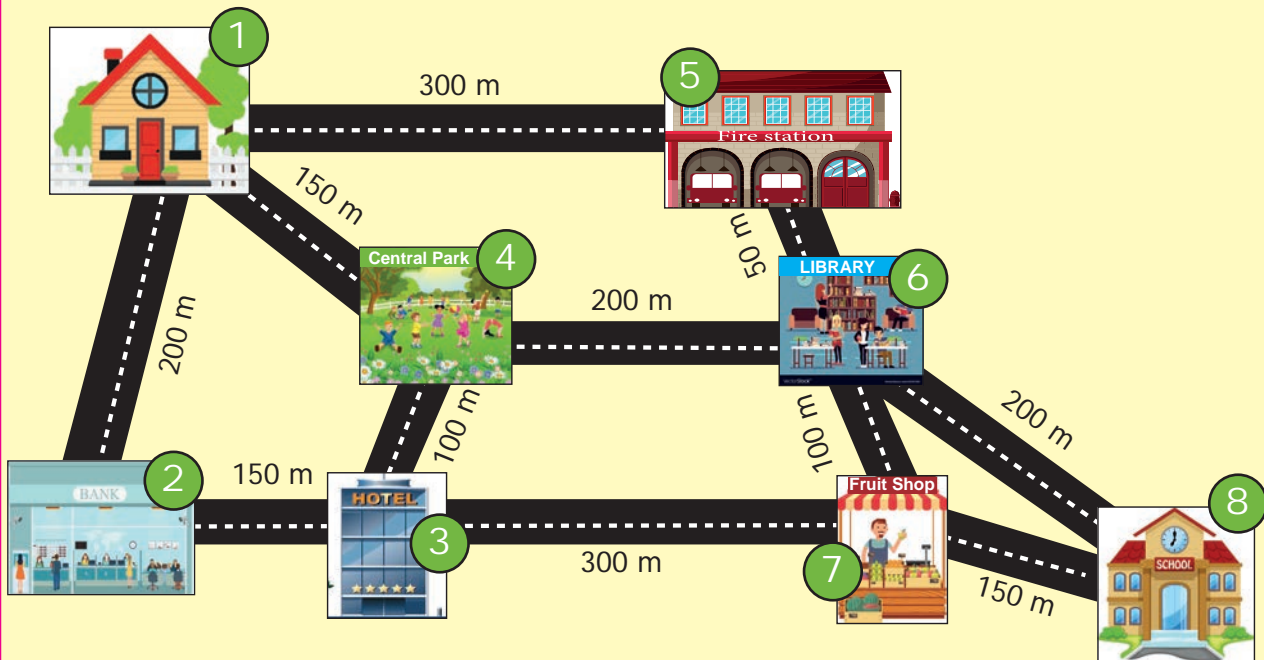 1
300 m
5
Fire station
150 m
50 m
Central Park
4
LIBRARY
6
200 m
200 m
100 m
100 m
200 m
150 m
BANK
2
HOTEL
3
300 m
Fruit Shop
7
150 m
SCHOOL
8